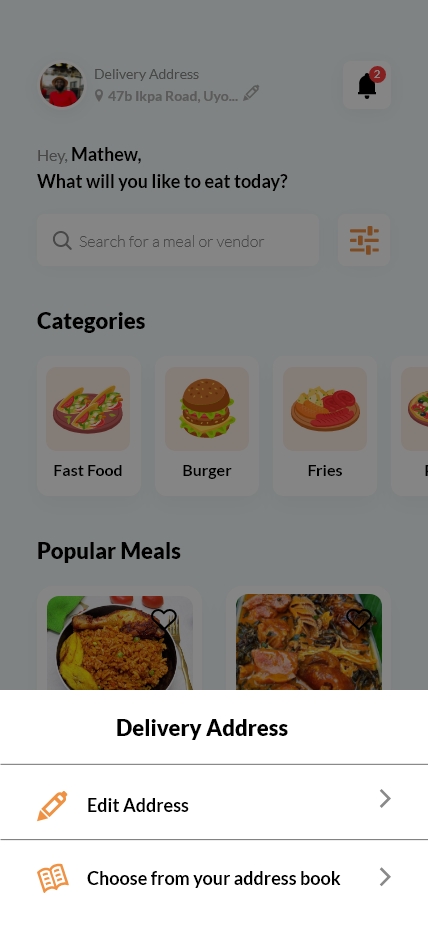 Delivery Address
47b Ikpa Road, Uyo...
2
Hey, Mathew,
What will you like to eat today?
Search for a meal or vendor
Categories
Fast Food
Burger
Fries
Popular Meals
Delivery Address
Edit Address
Choose from your address book